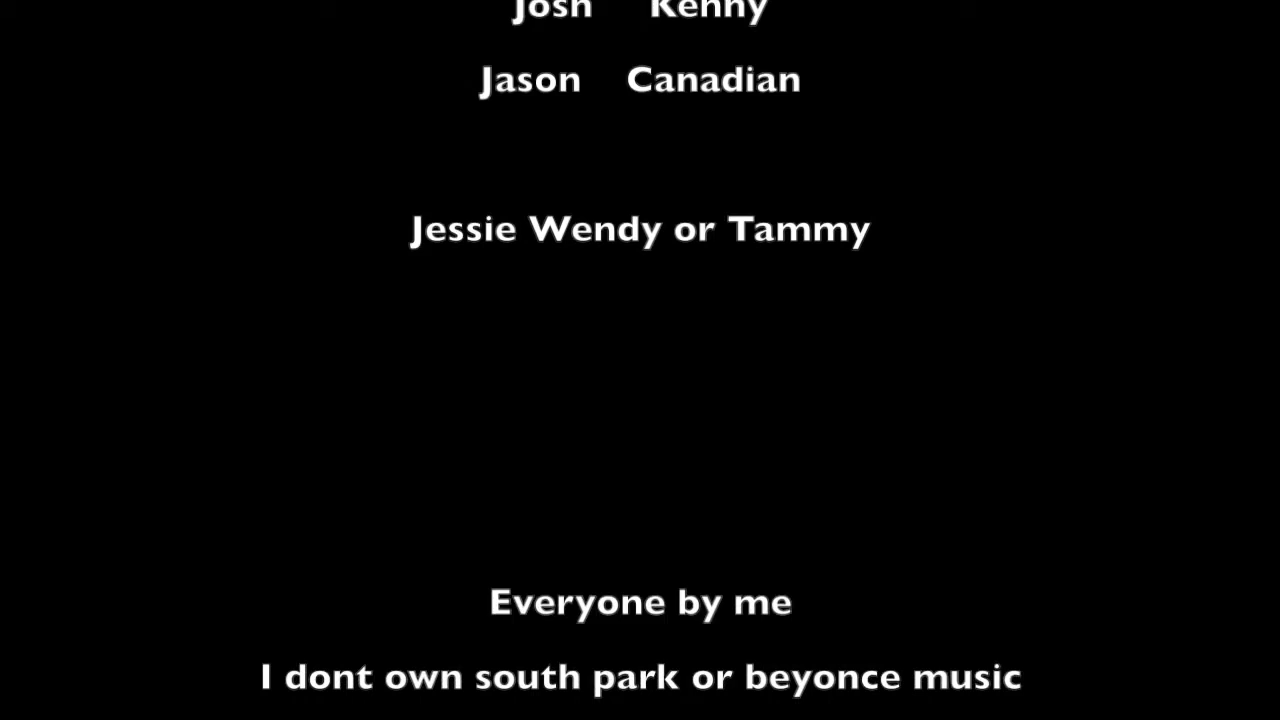 Josh Kenny
Jason Canadian
Jessie Wendy or Tammy
Everyone by me
I dont own south park or beyonce music